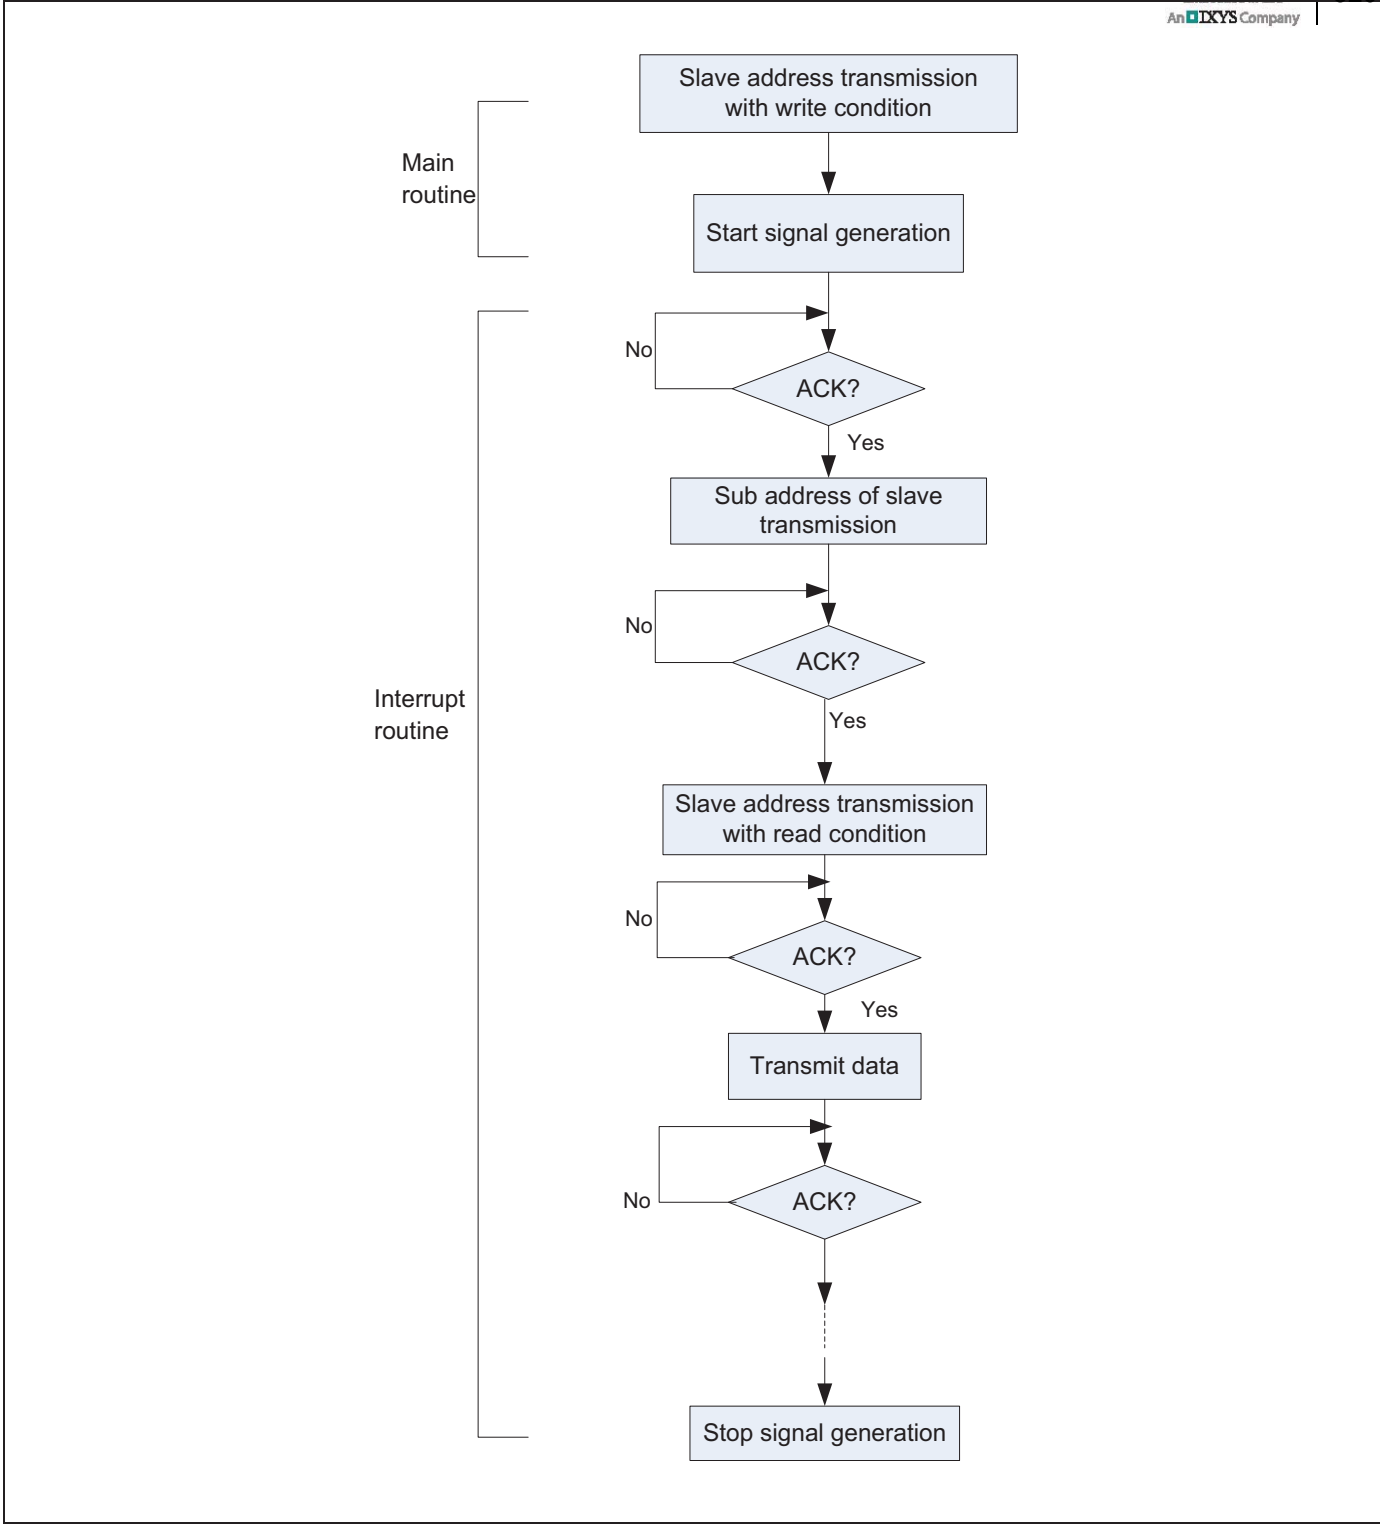 An IXYS Company
Slave address transmission
with write condition
Main
routine
Start signal generation
No
ACK?
Yes
Sub address of slave
transmission
No
ACK?
Interrupt
routine
Yes
Slave address transmission
with read condition
No
ACK?
Yes
Transmit data
No
ACK?
Stop signal generation